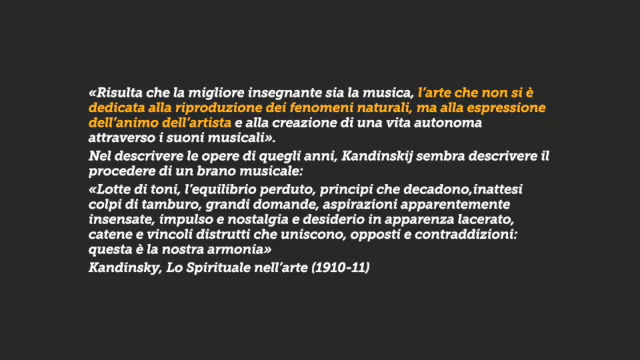 «Risulta che la migliore insegnante sia la musica, l’arte che non si è
dedicata alla riproduzione dei fenomeni naturali, ma alla espressione
dell’animo dell’artista e alla creazione di una vita autonoma
attraverso i suoni musicali».
Nel descrivere le opere di quegli anni, Kandinskij sembra descrivere il
procedere di un brano musicale:
«Lotte di toni, l’equilibrio perduto, principi che decadono,inattesi
colpi di tamburo, grandi domande, aspirazioni apparentemente
insensate, impulso e nostalgia e desiderio in apparenza lacerato,
catene e vincoli distrutti che uniscono, opposti e contraddizioni:
questa è la nostra armonia»
Kandinsky, Lo Spirituale nell’arte (1910-11)